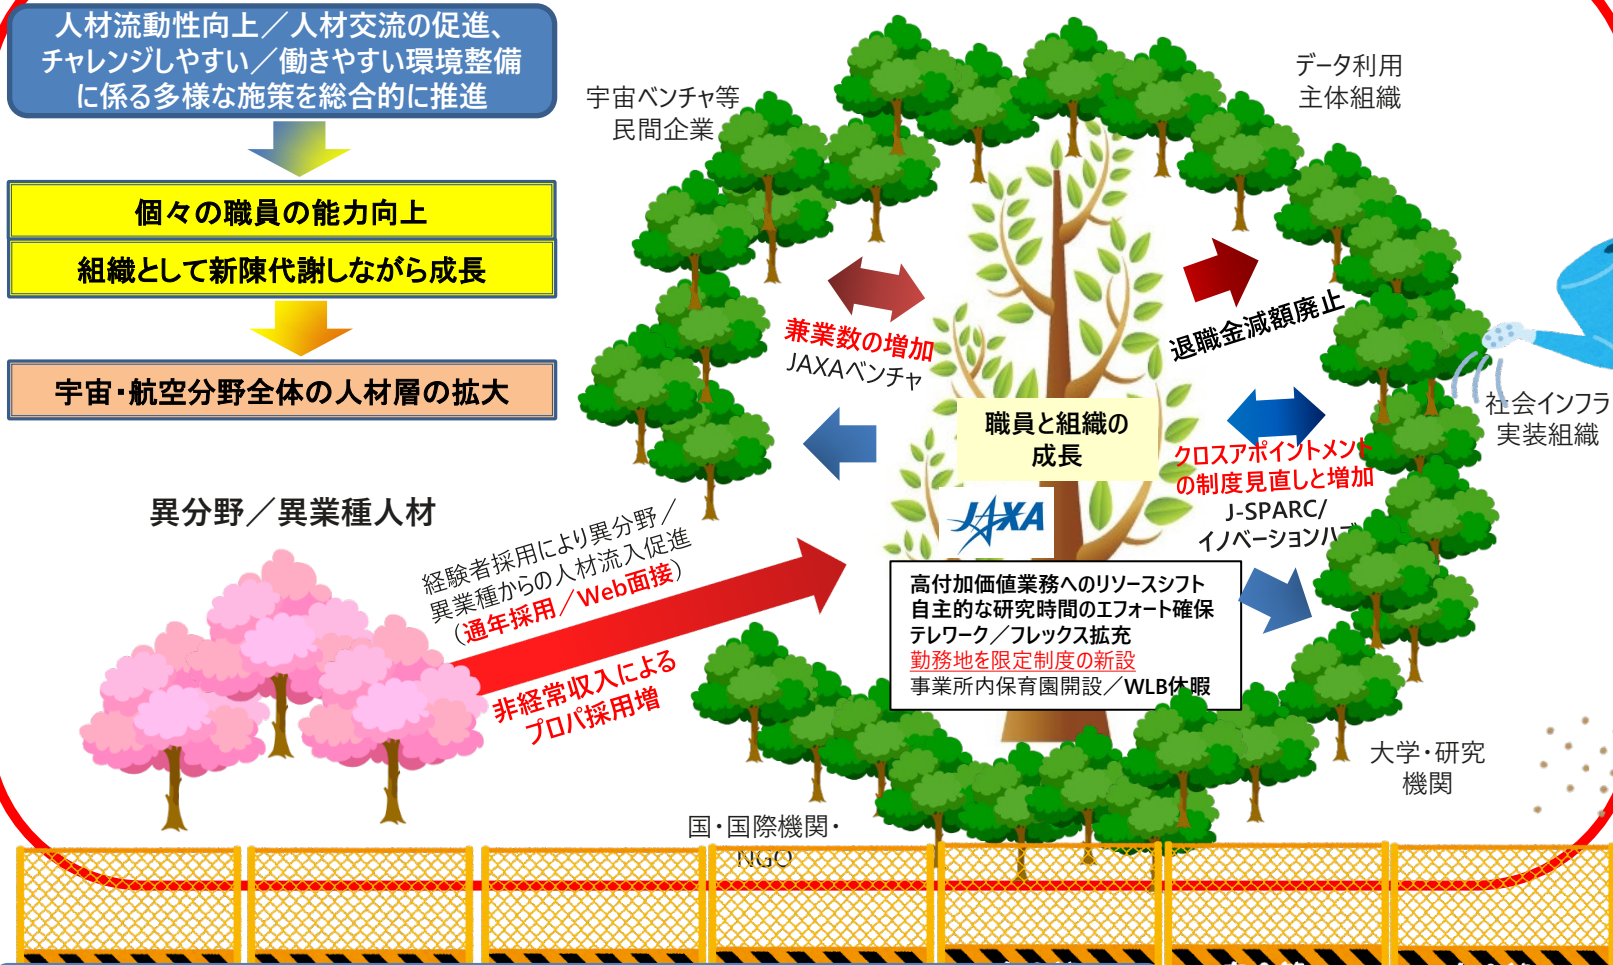 人材流動性向上／人材交流の促進、
チャレンジしやすい／働きやすい環境整備
に係る多様な施策を総合的に推進
個々の職員の能力向上
組織として新陳代謝しながら成長
宇宙・航空分野全体の人材層の拡大
宇宙ベンチャ等
民間企業
データ利用
主体組織
兼業数の増加
JAXAベンチャ
退職金減額廃止
社会インフラ
実装組織
職員と組織の
成長
クロスアポイントメント
の制度見直しと増加
J-SPARC/
イノベーションハブ
JAXA
異分野／異業種人材
経験者採用により異分野／
異業種からの人材流入促進
（通年採用／Web面接）
非経常収入による
プロパ採用増
高付加価値業務へのリソースシフト
自主的な研究時間のエフォート確保
テレワーク／フレックス拡充
勤務地を限定制度の新設
事業所内保育園開設／WLB休暇
大学・研究
機関
国・国際機関・
NGO